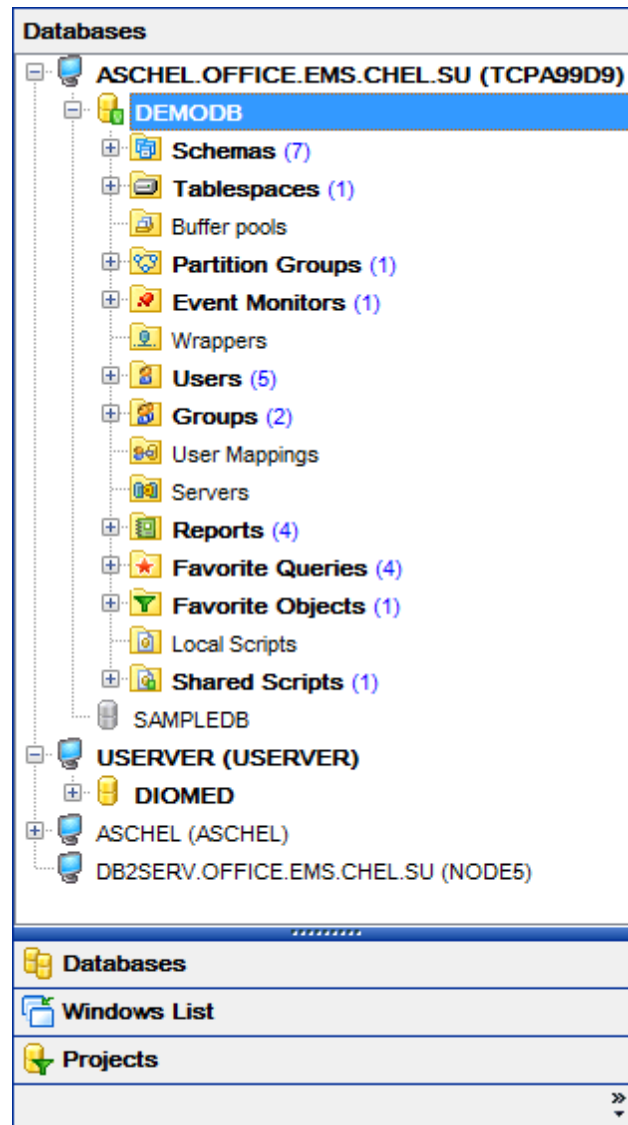 Databases
ASCHEL.OFFICE.EMS.CHEL.SU (TCPA99D9)
DEMODB
Schemas (7)
Tablespaces (1)
Buffer pools
Partition Groups (1)
Event Monitors (1)
Wrappers
Users (5)
Groups (2)
User Mappings
Servers
Reports (4)
Favorite Queries (4)
Favorite Objects (1)
Local Scripts
Shared Scripts (1)
SAMPLEDB
USERVER (USERVER)
DIOMED
ASCHEL (ASCHEL)
DB2SERV.OFFICE.EMS.CHEL.SU (NODE5)
Databases
Windows List
Projects